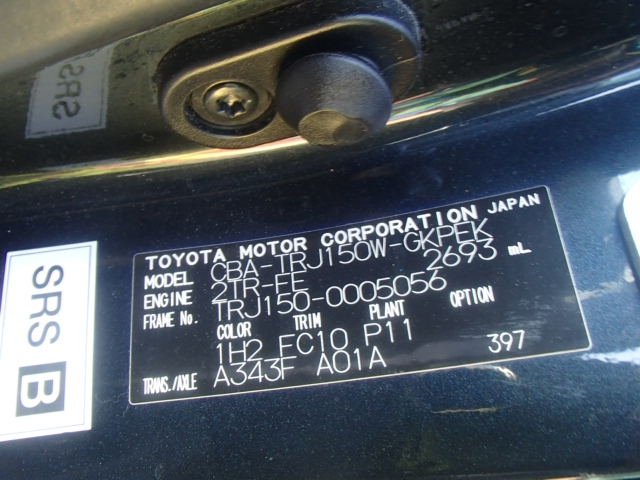 SRS
TOYOTA MOTOR CORPORATION JAPAN
MODEL CBA-TRJ150W-GKPEK
ENGINE 2TR-FE 2693 mL
FRAME No. TRJ150-0005056
COLOR TRIM PLANT OPTION
1H2 FC10 P11
TRANS./AXLE A343F A01A 397
SRS B